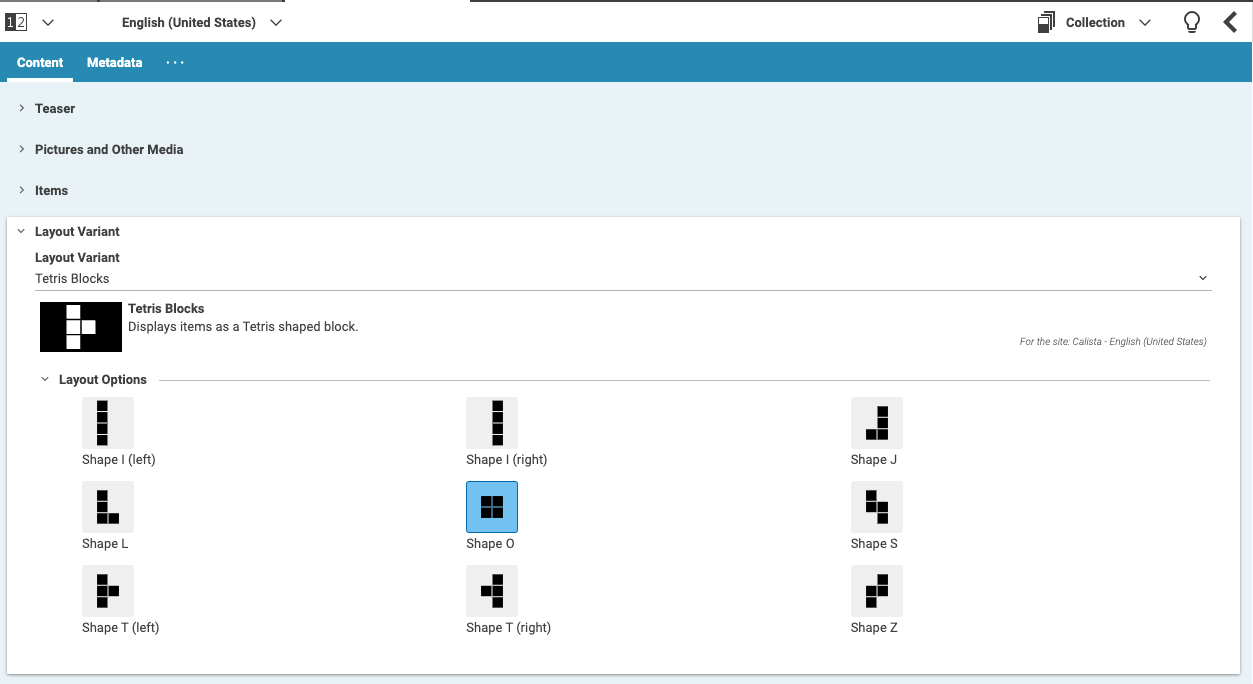 12
English (United States)
Collection
Content
Metadata
...
Teaser
Pictures and Other Media
Items
Layout Variant
Layout Variant
Tetris Blocks
Tetris Blocks
Displays items as a Tetris shaped block.
For the site: Calista - English (United States)
Layout Options
Shape I (left)
Shape I (right)
Shape J
Shape L
Shape O
Shape S
Shape T (left)
Shape T (right)
Shape Z